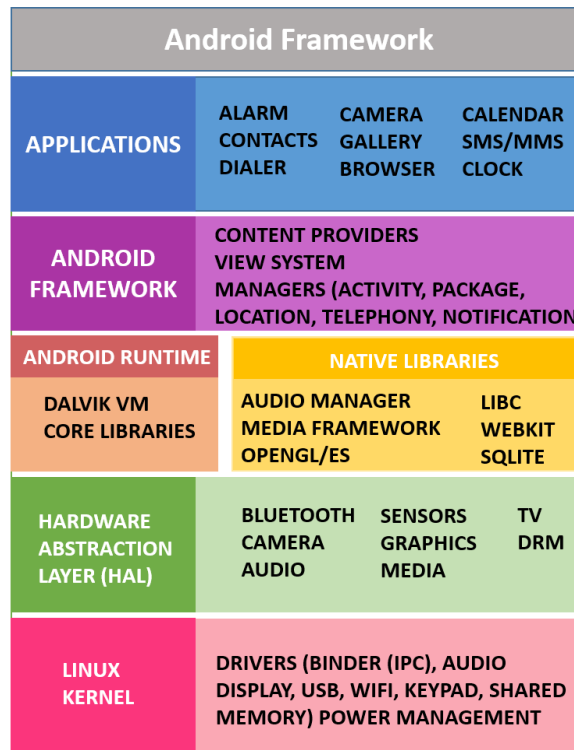 Android Framework
APPLICATIONS
ALARM CAMERA CALENDAR
CONTACTS GALLERY SMS/MMS
DIALER BROWSER CLOCK
ANDROID
FRAMEWORK
CONTENT PROVIDERS
VIEW SYSTEM
MANAGERS (ACTIVITY, PACKAGE,
LOCATION, TELEPHONY, NOTIFICATION
ANDROID RUNTIME
DALVIK VM
CORE LIBRARIES
NATIVE LIBRARIES
AUDIO MANAGER LIBC
MEDIA FRAMEWORK WEBKIT
OPENGL/ES SQLITE
HARDWARE
ABSTRACTION
LAYER (HAL)
BLUETOOTH SENSORS TV
CAMERA GRAPHICS DRM
AUDIO MEDIA
LINUX
KERNEL
DRIVERS (BINDER (IPC), AUDIO
DISPLAY, USB, WIFI, KEYPAD, SHARED
MEMORY) POWER MANAGEMENT